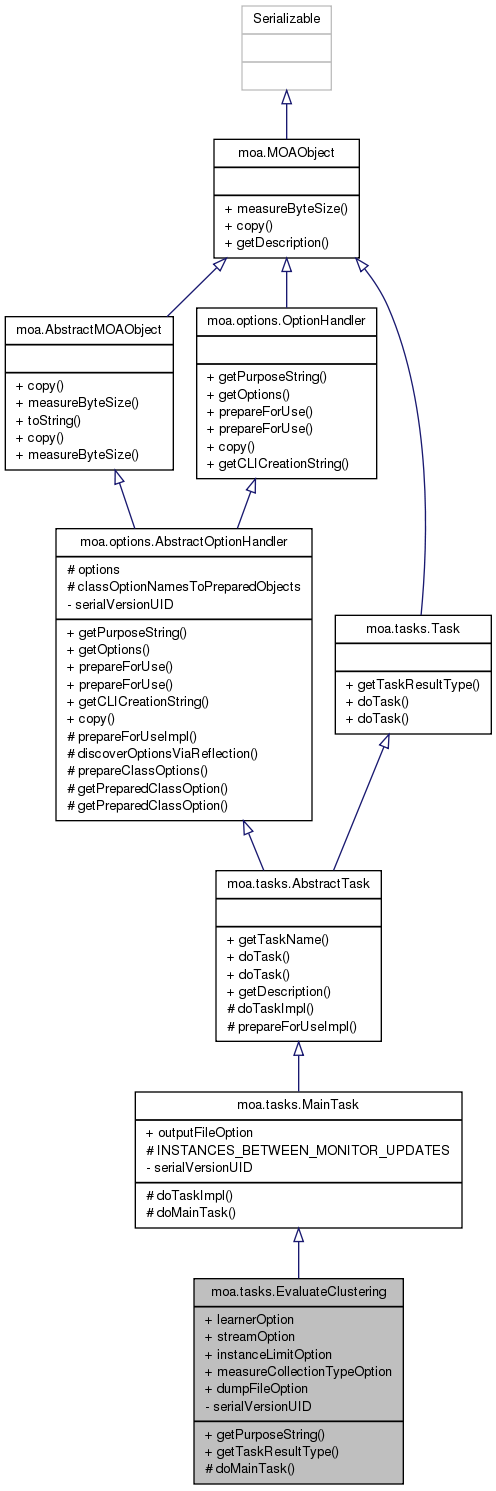 Serializable
moa.MOAObject
+ measureByteSize()
+ copy()
+ getDescription()
moa.AbstractMOAObject
+ copy()
+ measureByteSize()
+ toString()
+ copy()
+ measureByteSize()
moa.options.OptionHandler
+ getPurposeString()
+ getOptions()
+ prepareForUse()
+ prepareForUse()
+ copy()
+ getCLICreationString()
moa.options.AbstractOptionHandler
# options
# classOptionNamesToPreparedObjects
- serialVersionUID
+ getPurposeString()
+ getOptions()
+ prepareForUse()
+ prepareForUse()
+ getCLICreationString()
+ copy()
# prepareForUseImpl()
# discoverOptionsViaReflection()
# prepareClassOptions()
# getPreparedClassOption()
# getPreparedClassOption()
moa.tasks.Task
+ getTaskResultType()
+ doTask()
+ doTask()
moa.tasks.AbstractTask
+ getTaskName()
+ doTask()
+ doTask()
+ getDescription()
# doTaskImpl()
# prepareForUseImpl()
moa.tasks.MainTask
+ outputFileOption
# INSTANCES_BETWEEN_MONITOR_UPDATES
- serialVersionUID
# doTaskImpl()
# doMainTask()
moa.tasks.EvaluateClustering
+ learnerOption
+ streamOption
+ instanceLimitOption
+ measureCollectionTypeOption
+ dumpFileOption
- serialVersionUID
+ getPurposeString()
+ getTaskResultType()
# doMainTask()